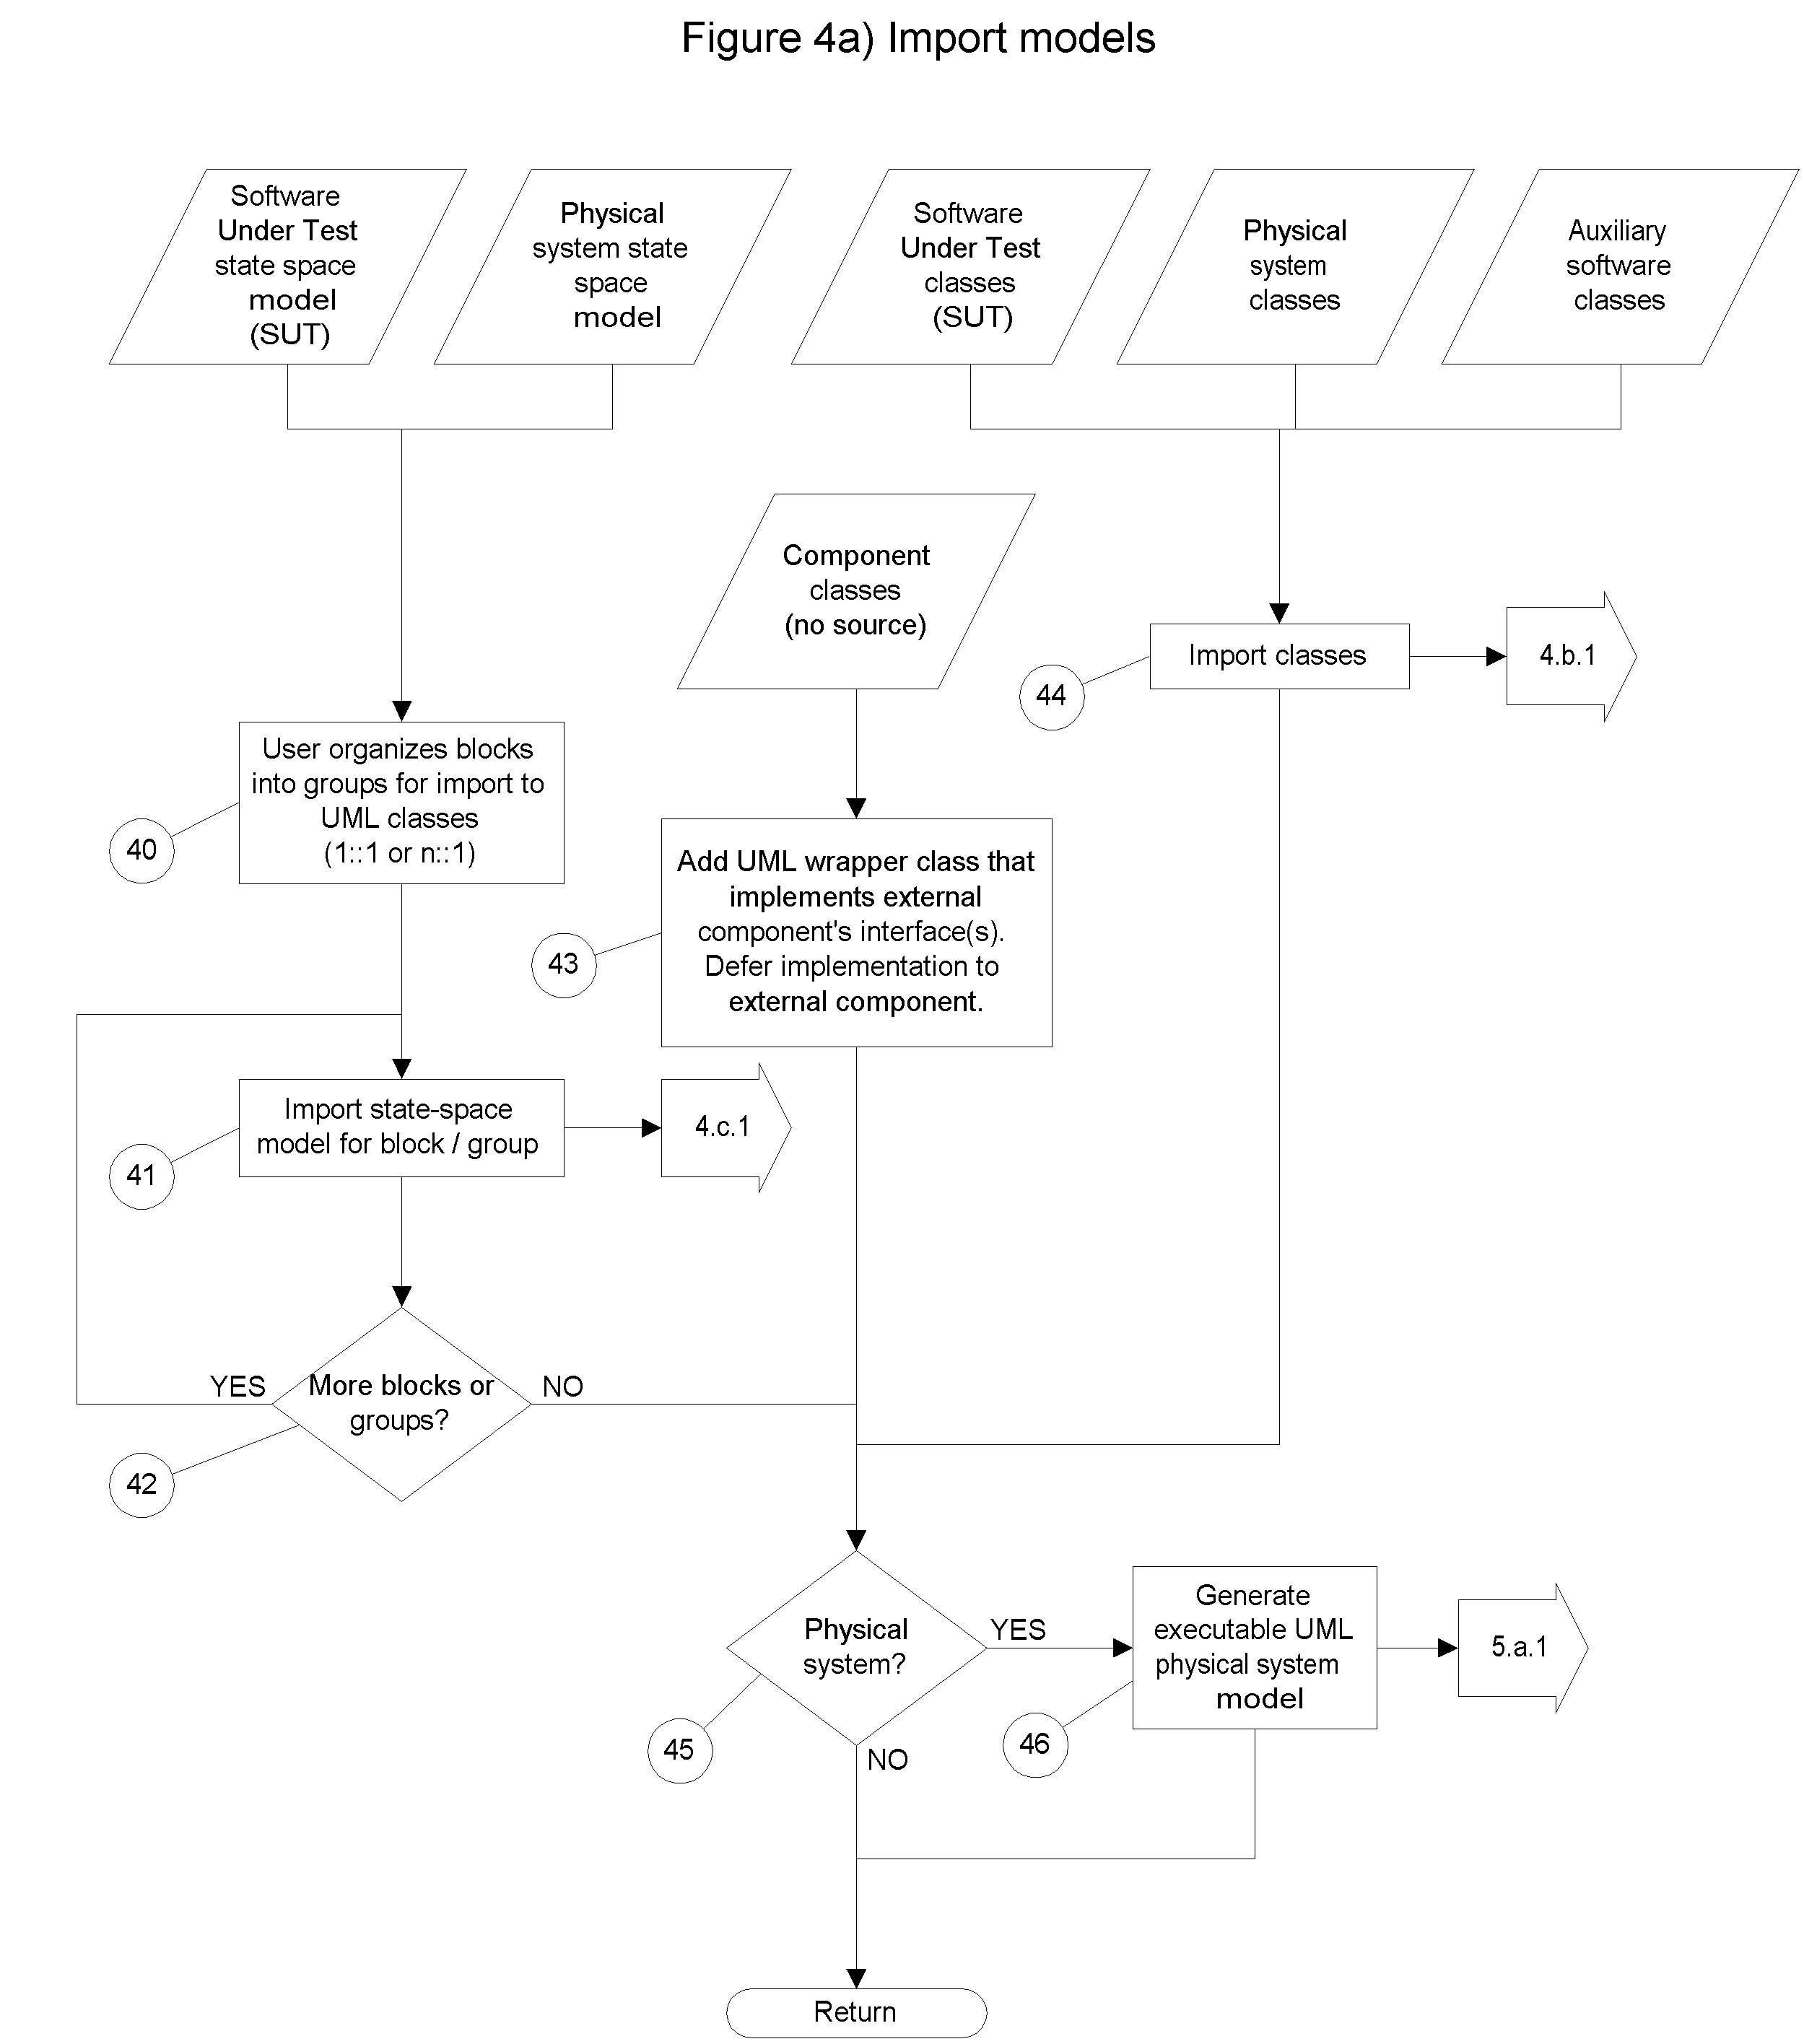 Figure 4a) Import models
Software
Under Test
state space
model
(SUT)
Physical
system state
space
model
Software
Under Test
classes
(SUT)
Physical
system
classes
Auxiliary
software
classes
Component
classes
(no source)
Import classes
4.b.1
44
User organizes blocks
into groups for import to
UML classes
(1::1 or n::1)
40
Add UML wrapper class that
implements external
component's interface(s).
Defer implementation to
external component.
43
Import state-space
model for block / group
4.c.1
41
YES
More blocks or
groups?
NO
42
Physical
system?
YES
NO
45
Generate
executable UML
physical system
model
46
5.a.1
Return